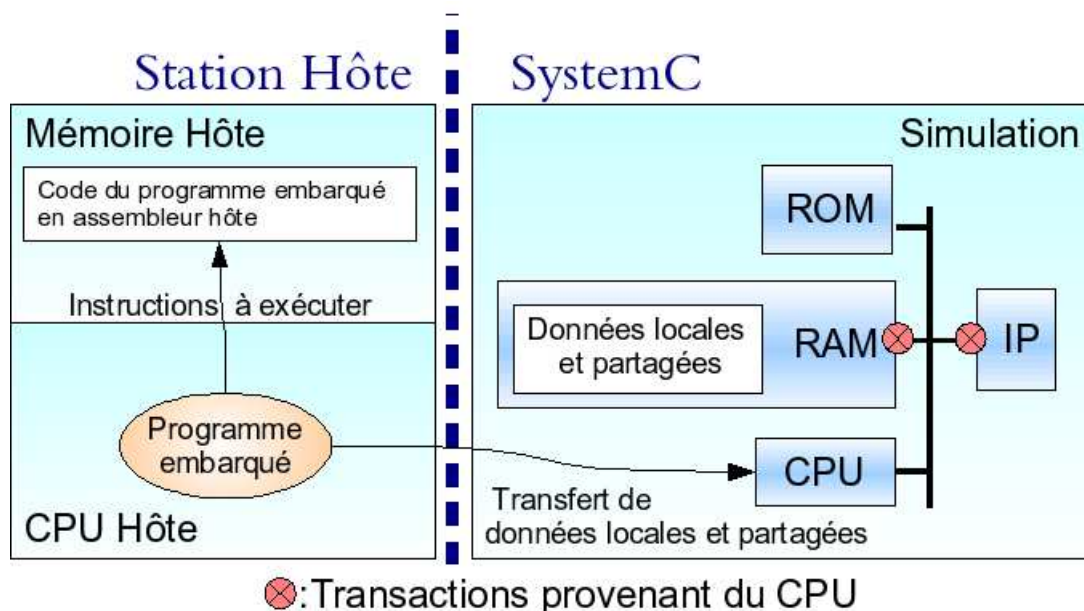 Station Hôte
SystemC
Mémoire Hôte
Code du programme embarqué
en assembleur hôte
Instructions à exécuter
Programme
embarqué
CPU Hôte
Simulation
ROM
Données locales
et partagées
RAM
IP
CPU
Transfert de
données locales et partagées
:Transactions provenant du CPU